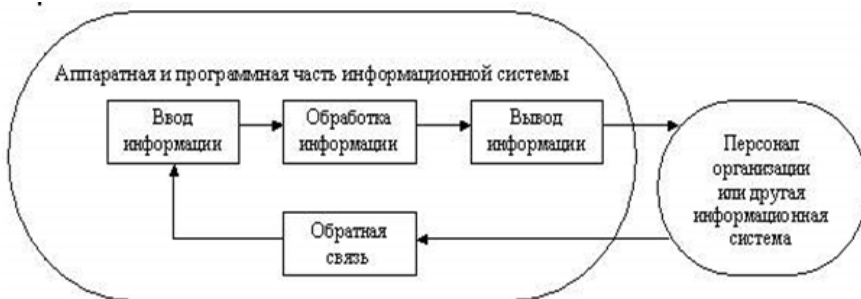 Аппаратная и программная часть информационной системы
Ввод
информации
Обработка
информации
Вывод
информации
Персонал
организации
или другая
информационная
система
Обратная
связь